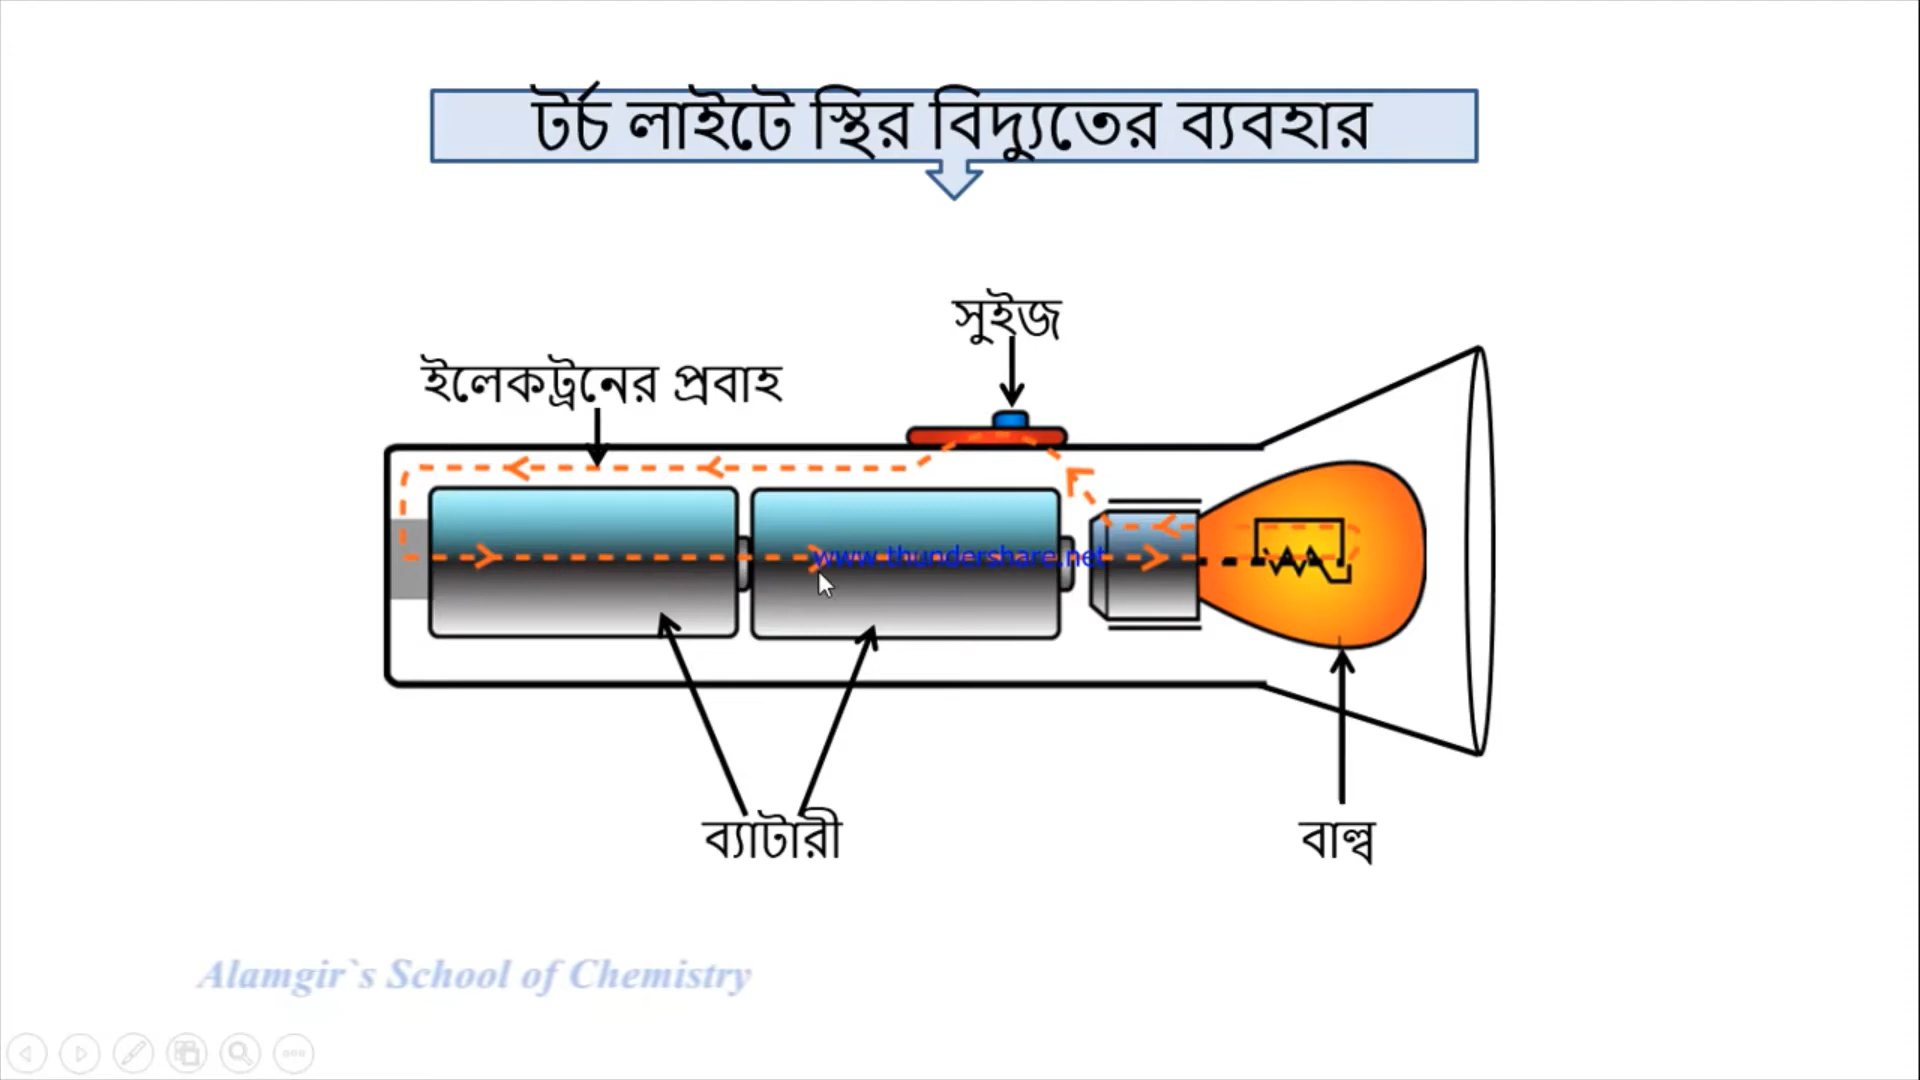 টর্চ লাইটে স্থির বিদ্যুতের ব্যবহার
সুইজ
ইলেকট্রনের প্রবাহ
www.thundershare.net
ব্যাটারী
বাল্ব
Alamgir`s School of Chemistry